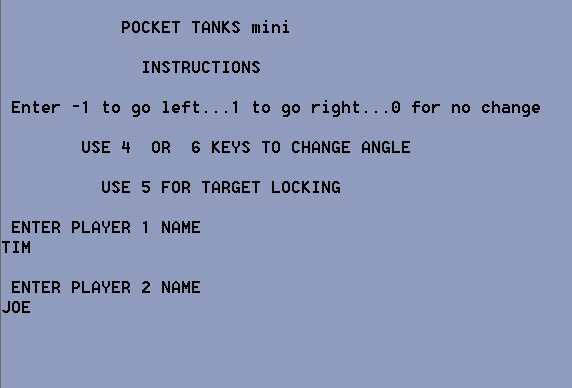 POCKET TANKS mini
INSTRUCTIONS
Enter -1 to go left...1 to go right...0 for no change
USE 4 OR 6 KEYS TO CHANGE ANGLE
USE 5 FOR TARGET LOCKING
ENTER PLAYER 1 NAME
TIM
ENTER PLAYER 2 NAME
JOE